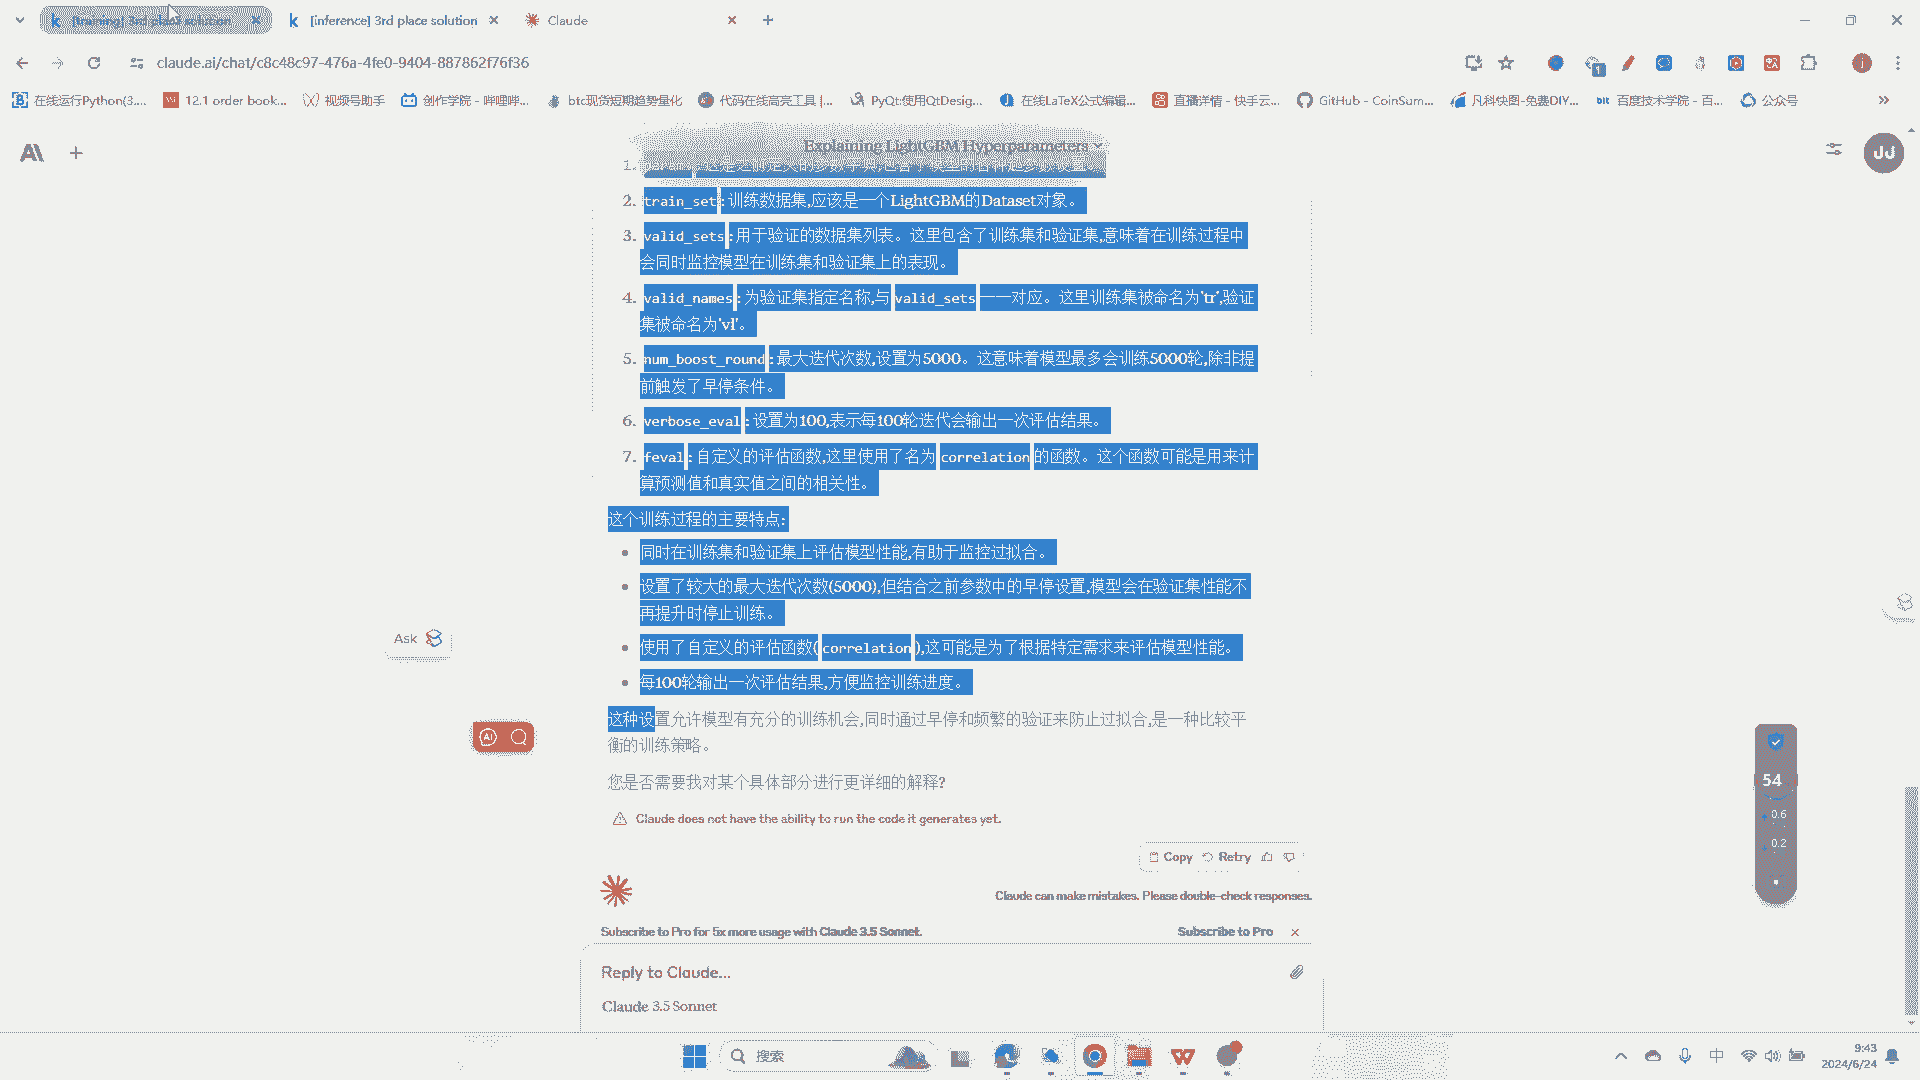 [training] 3rd place solution
[inference] 3rd place solution
Claude
claude.ai/chat/c8c48c97-476a-4fe0-9404-887862f76f36
1
在线运行Python(3....
12.1 order book...
视频号助手
创作学院 - 哔哩哔...
btc现货短期趋势量化
代码在线高亮工具 |...
PyQt:使用QtDesig...
在线LaTeX公式编辑...
直播详情 - 快手云...
GitHub - CoinSum...
凡科快图-免费DIY...
百度技术学院 - 百...
公众号
Explaining LightGBM Hyperparameters
JJ
1.
2. train_set: 训练数据集,应该是一个LightGBM的Dataset对象。
3. valid_sets: 用于验证的数据集列表。这里包含了训练集和验证集,意味着在训练过程中
会同时监控模型在训练集和验证集上的表现。
4. valid_names: 为验证集指定名称,与 valid_sets 一一对应。这里训练集被命名为'tr',验证
集被命名为'vl'。
5. num_boost_round: 最大迭代次数,设置为5000。这意味着模型最多会训练5000轮,除非提
前触发了早停条件。
6. verbose_eval: 设置为100,表示每100轮迭代会输出一次评估结果。
7. feval: 自定义的评估函数,这里使用了名为 correlation 的函数。这个函数可能是用来计
算预测值和真实值之间的相关性。
这个训练过程的主要特点:
同时在训练集和验证集上评估模型性能,有助于监控过拟合。
设置了较大的最大迭代次数(5000),但结合之前参数中的早停设置,模型会在验证集性能不
再提升时停止训练。
Ask
使用了自定义的评估函数( correlation ),这可能是为了根据特定需求来评估模型性能。
每100轮输出一次评估结果,方便监控训练进度。
这种设置允许模型有充分的训练机会,同时通过早停和频繁的验证来防止过拟合,是一种比较平
衡的训练策略。
您是否需要我对某个具体部分进行更详细的解释?
54
0.6
0.2
Claude does not have the ability to run the code it generates yet.
Copy Retry
Claude can make mistakes. Please double-check responses.
Subscribe to Pro for 5x more usage with Claude 3.5 Sonnet.
Subscribe to Pro
Reply to Claude...
Claude 3.5 Sonnet
搜索
中
9:43
2024/6/24